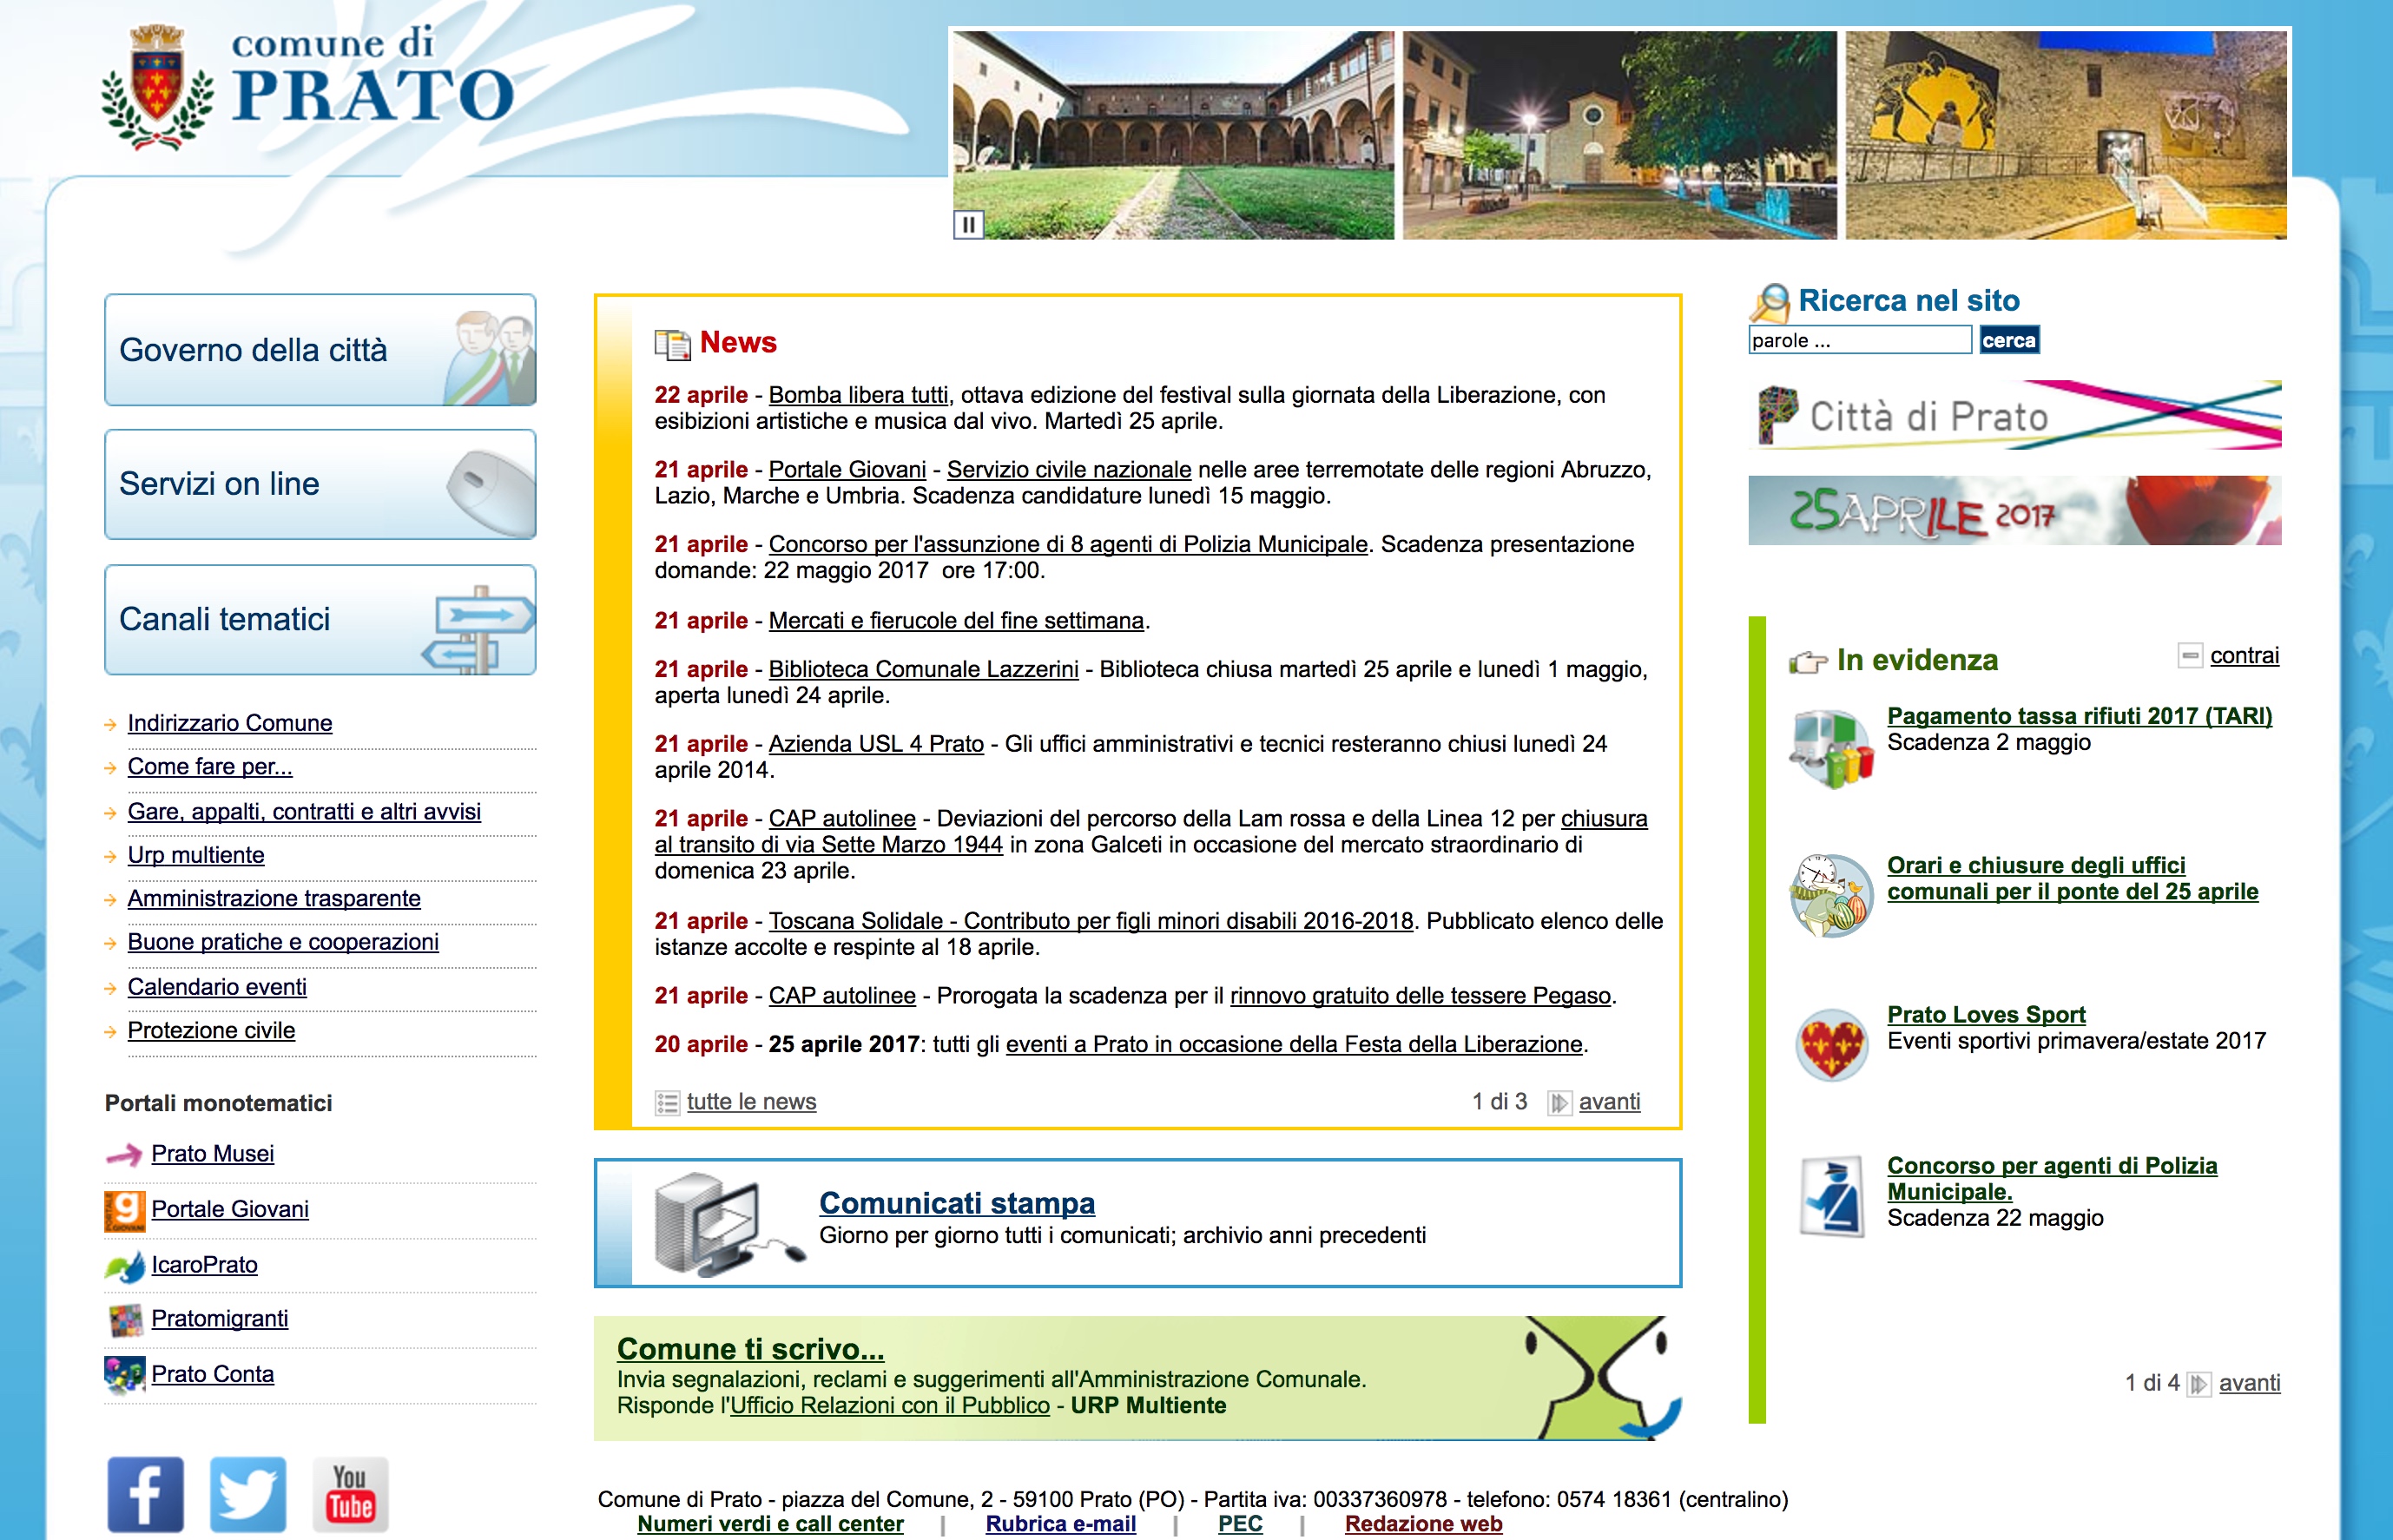 comune di
PRATO
Governo della città
Servizi on line
Canali tematici
Indirizzario Comune
Come fare per...
Gare, appalti, contratti e altri avvisi
Urp multiente
Amministrazione trasparente
Buone pratiche e cooperazioni
Calendario eventi
Protezione civile
Portali monotematici
Prato Musei
PORTALE g GIOVANI
Portale Giovani
IcaroPrato
Pratomigranti
Prato Conta
You
Tube
News
22 aprile - Bomba libera tutti, ottava edizione del festival sulla giornata della Liberazione, con
esibizioni artistiche e musica dal vivo. Martedì 25 aprile.
21 aprile - Portale Giovani - Servizio civile nazionale nelle aree terremotate delle regioni Abruzzo,
Lazio, Marche e Umbria. Scadenza candidature lunedì 15 maggio.
21 aprile - Concorso per l'assunzione di 8 agenti di Polizia Municipale. Scadenza presentazione
domande: 22 maggio 2017  ore 17:00.
21 aprile - Mercati e fierucole del fine settimana.
21 aprile - Biblioteca Comunale Lazzerini - Biblioteca chiusa martedì 25 aprile e lunedì 1 maggio,
aperta lunedì 24 aprile.
21 aprile - Azienda USL 4 Prato - Gli uffici amministrativi e tecnici resteranno chiusi lunedì 24
aprile 2014.
21 aprile - CAP autolinee - Deviazioni del percorso della Lam rossa e della Linea 12 per chiusura
al transito di via Sette Marzo 1944 in zona Galceti in occasione del mercato straordinario di
domenica 23 aprile.
21 aprile - Toscana Solidale - Contributo per figli minori disabili 2016-2018. Pubblicato elenco delle
istanze accolte e respinte al 18 aprile.
21 aprile - CAP autolinee - Prorogata la scadenza per il rinnovo gratuito delle tessere Pegaso.
20 aprile - 25 aprile 2017: tutti gli eventi a Prato in occasione della Festa della Liberazione.
tutte le news
1 di 3 avanti
Comunicati stampa
Giorno per giorno tutti i comunicati; archivio anni precedenti
Comune ti scrivo...
Invia segnalazioni, reclami e suggerimenti all'Amministrazione Comunale.
Risponde l'Ufficio Relazioni con il Pubblico - URP Multiente
Ricerca nel sito
parole ... cerca
Città di Prato
25 APRILE 2017
In evidenza
contrai
Pagamento tassa rifiuti 2017 (TARI)
Scadenza 2 maggio
Orari e chiusure degli uffici
comunali per il ponte del 25 aprile
Prato Loves Sport
Eventi sportivi primavera/estate 2017
Concorso per agenti di Polizia
Municipale.
Scadenza 22 maggio
1 di 4 avanti
Comune di Prato - piazza del Comune, 2 - 59100 Prato (PO) - Partita iva: 00337360978 - telefono: 0574 18361 (centralino)
Numeri verdi e call center | Rubrica e-mail | PEC | Redazione web